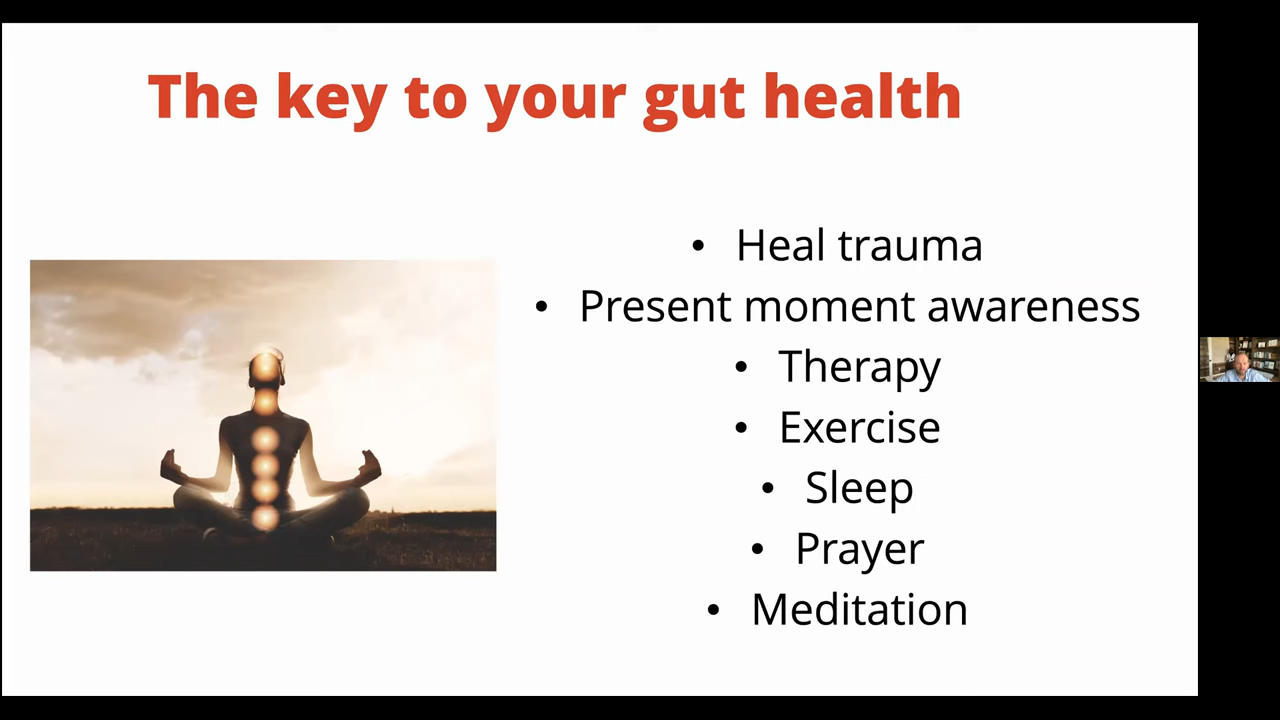 The key to your gut health
• Heal trauma
• Present moment awareness
• Therapy
• Exercise
• Sleep
• Prayer
• Meditation